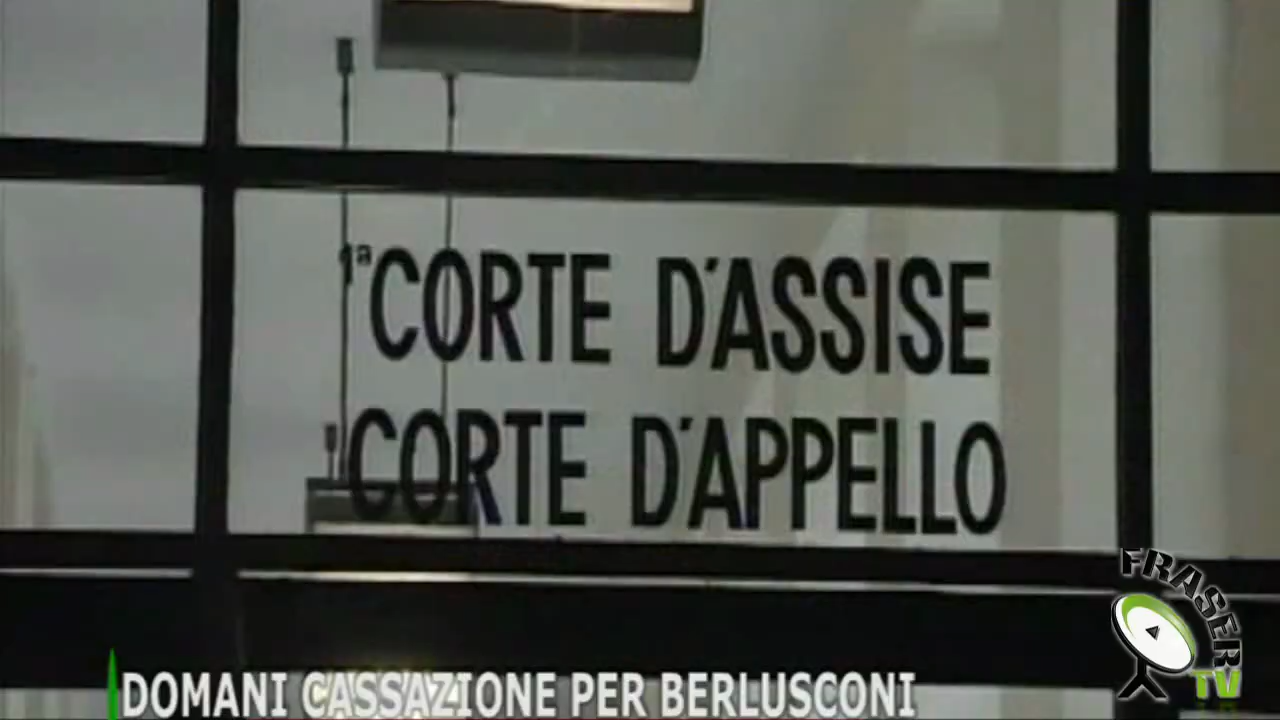 1ª CORTE D'ASSISE
CORTE D'APPELLO
FRASER
TV
DOMANI CASSAZIONE PER BERLUSCONI